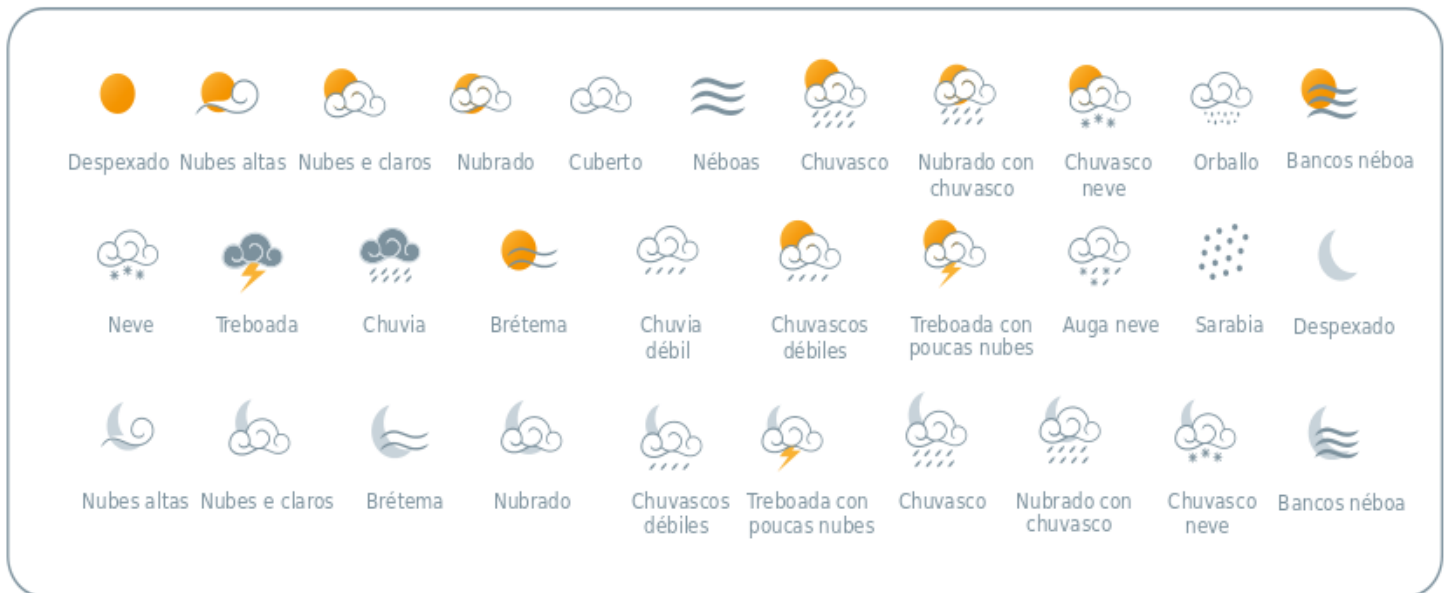 Despexado Nubes altas Nubes e claros Nubrado Cuberto Néboas Chuvasco Nubrado con chuvasco Chuvasco neve Orballo Bancos néboa
Neve Treboada Chuvia Brétema Chuvia débil Chuvascos débiles Treboada con poucas nubes Auga neve Sarabia Despexado
Nubes altas Nubes e claros Brétema Nubrado Chuvascos débiles Treboada con poucas nubes Chuvasco Nubrado con chuvasco Chuvasco neve Bancos néboa